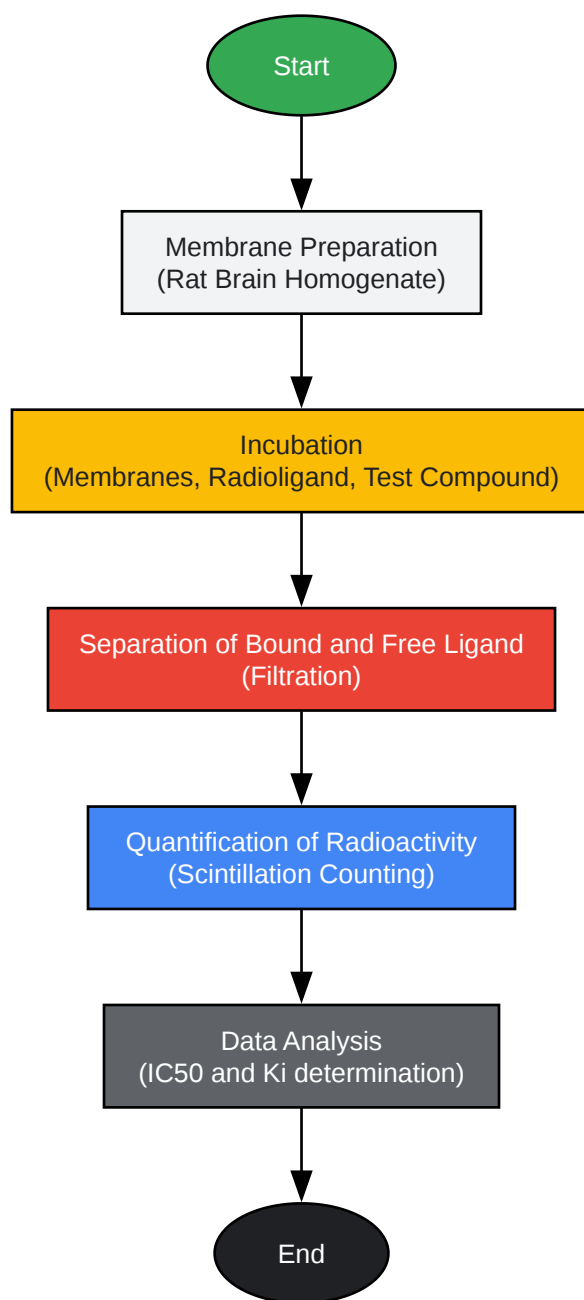 Start
Membrane Preparation
(Rat Brain Homogenate)
Incubation
(Membranes, Radioligand, Test Compound)
Separation of Bound and Free Ligand
(Filtration)
Quantification of Radioactivity
(Scintillation Counting)
Data Analysis
(IC50 and Ki determination)
End